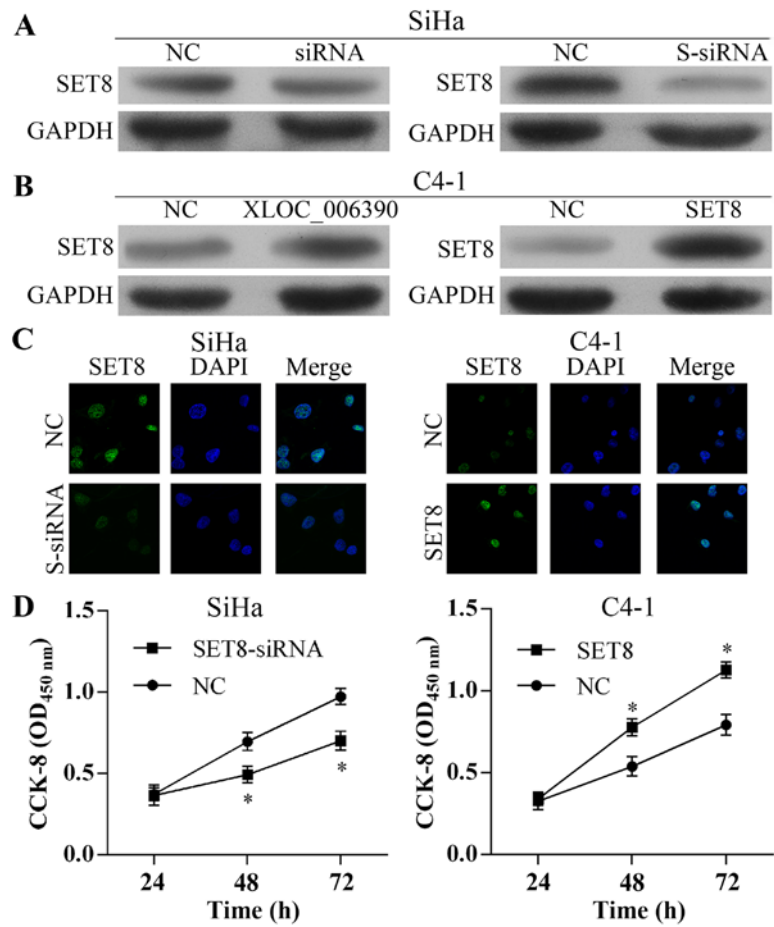 A SiHa
NC siRNA NC S-siRNA
SET8 SET8
GAPDH GAPDH
B C4-1
NC XLOC_006390 NC SET8
SET8 SET8
GAPDH GAPDH
C SiHa C4-1
SET8 DAPI Merge SET8 DAPI Merge
NC NC
S-siRNA SET8
D SiHa C4-1
1.5 1.5
SET8-siRNA SET8
NC NC
1.0 1.0
0.5 0.5
0.0 0.0
* * * *
CCK-8 (OD450 nm) CCK-8 (OD450 nm)
24 48 72 24 48 72
Time (h) Time (h)